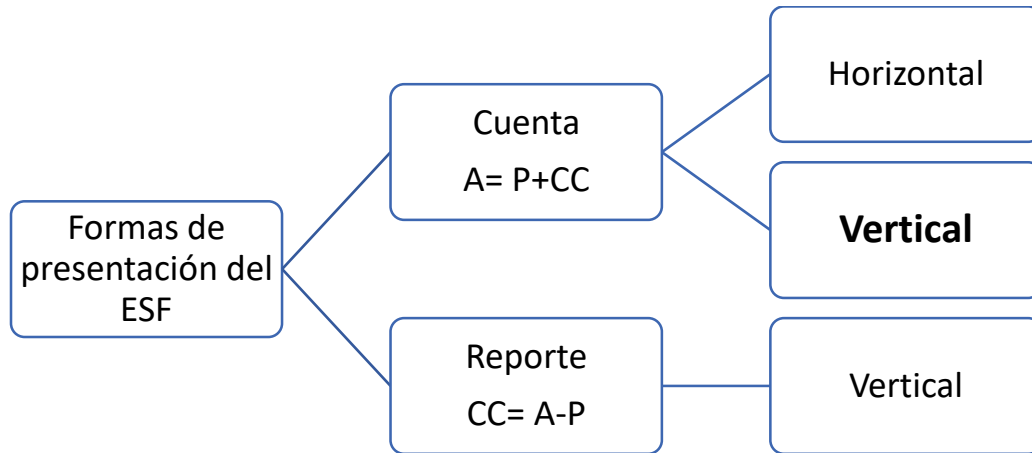 Formas de
presentación del
ESF
Cuenta
A= P+CC
Horizontal
Vertical
Reporte
CC= A-P
Vertical